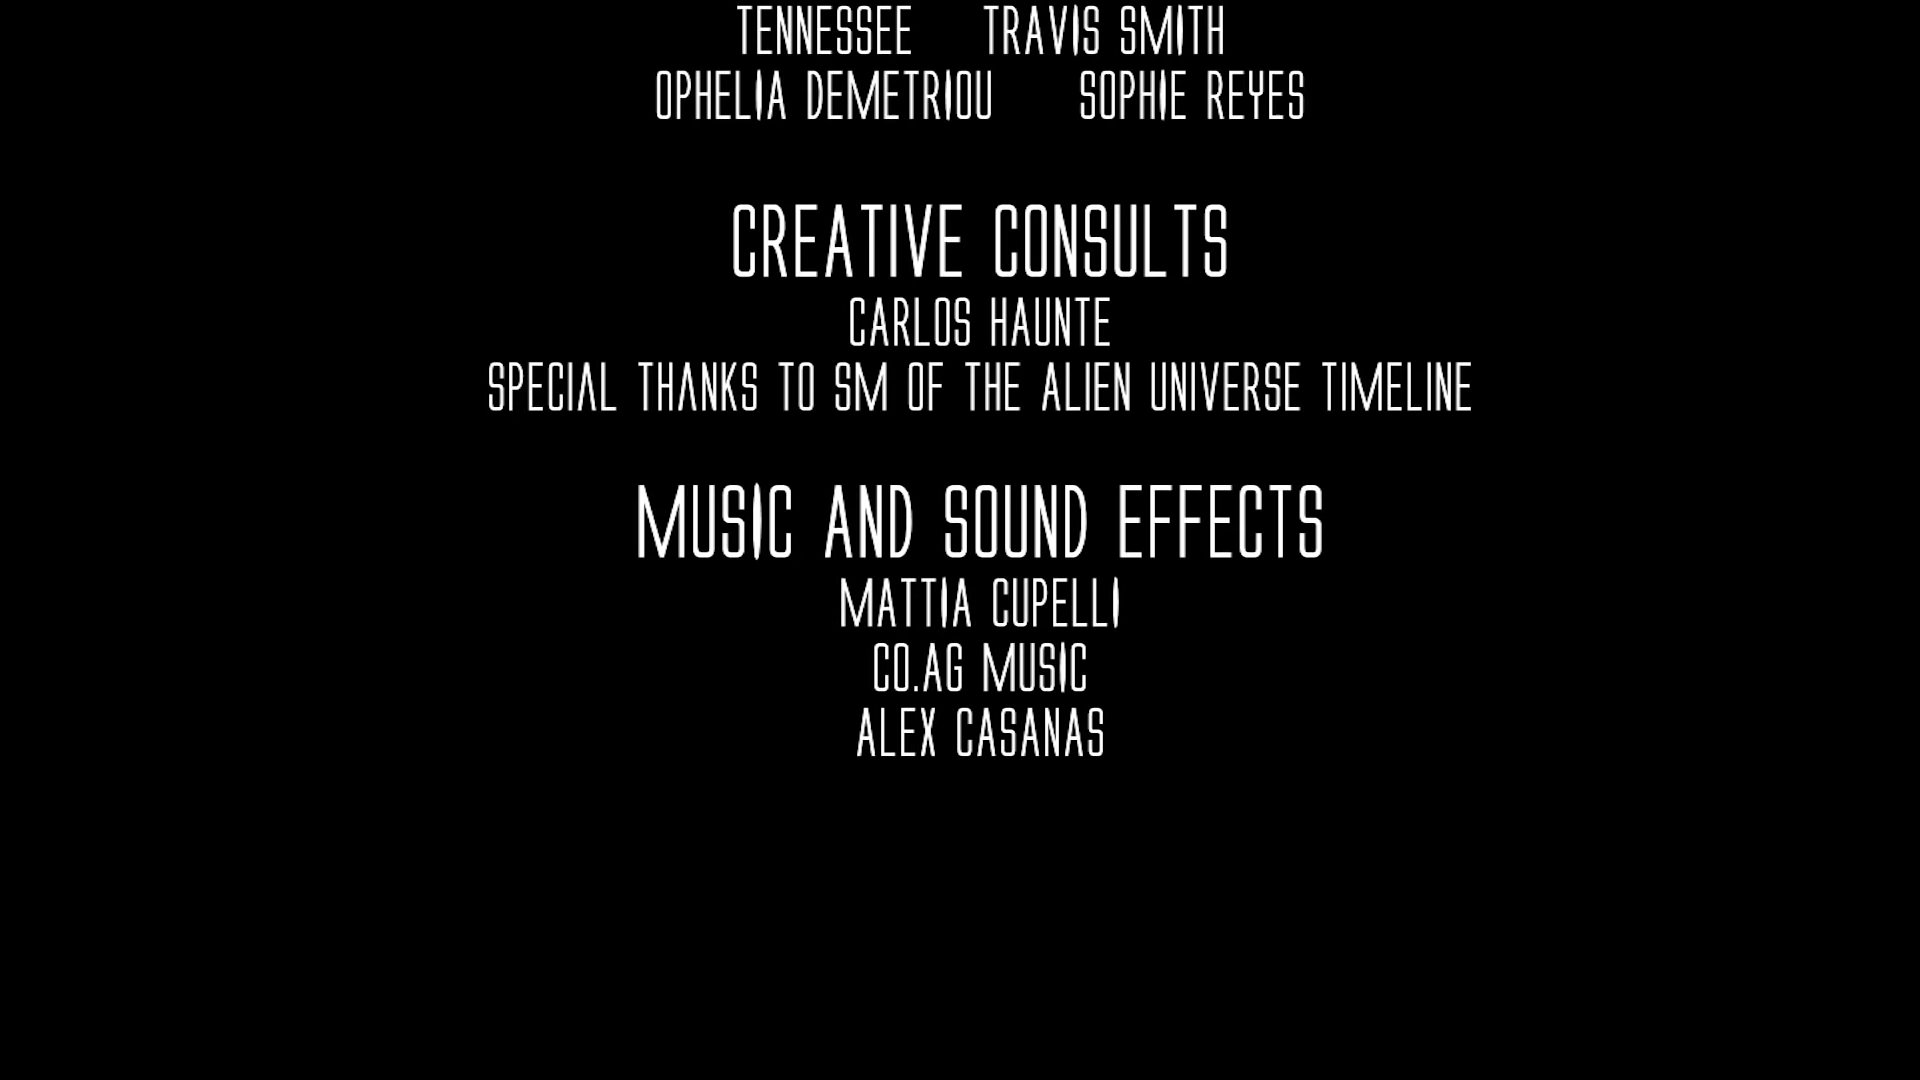 TENNESSEE TRAVIS SMITH
OPHELIA DEMETRIOU SOPHIE REYES
CREATIVE CONSULTS
CARLOS HAUNTE
SPECIAL THANKS TO SM OF THE ALIEN UNIVERSE TIMELINE
MUSIC AND SOUND EFFECTS
MATTIA CUPELLI
CO.AG MUSIC
ALEX CASANAS